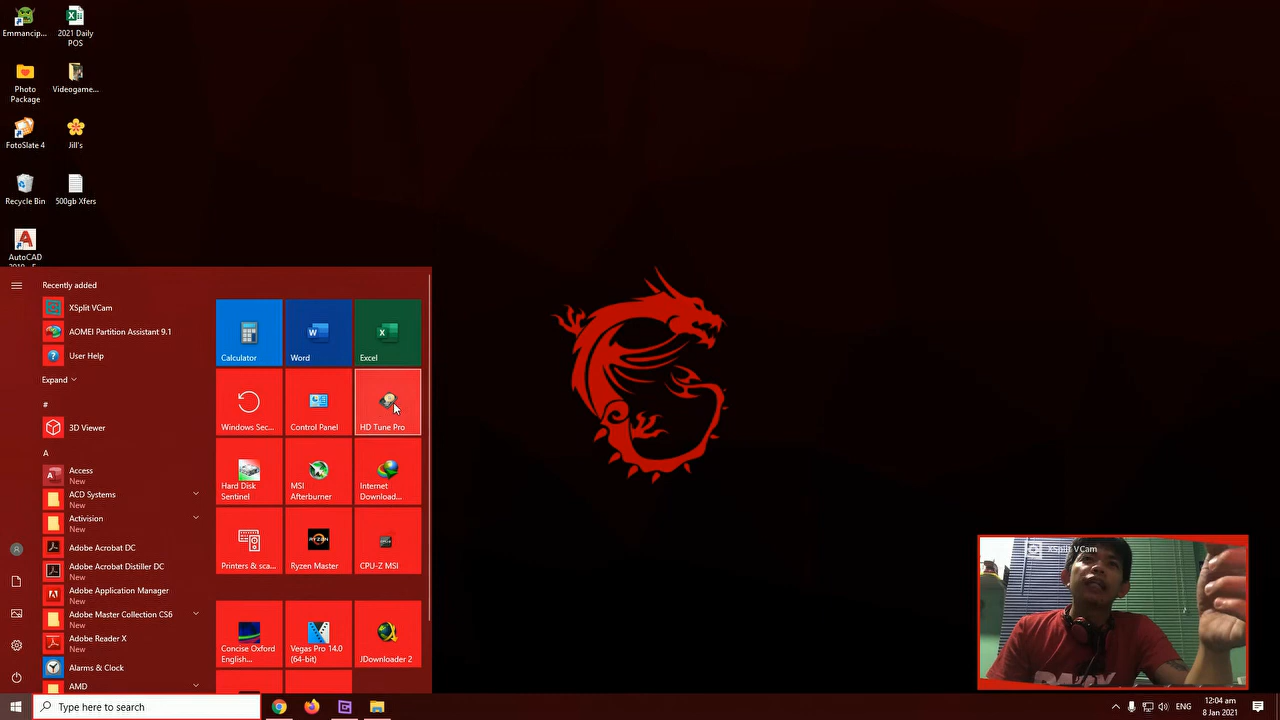 Emmancip...
2021 Daily
POS
Photo
Package
Videogame...
FotoSlate 4
Jill's
Recycle Bin
500gb Xfers
AutoCAD
Recently added
XSplit VCam
AOMEI Partition Assistant 9.1
User Help
Expand
#
3D Viewer
A
Access
New
ACD Systems
New
Activision
New
Adobe Acrobat DC
Adobe Acrobat Distiller DC
New
Adobe Application Manager
New
Adobe Master Collection CS6
New
Adobe Reader X
New
Alarms & Clock
AMD
Calculator
Word
Excel
Windows Sec...
Control Panel
HD Tune Pro
Hard Disk
Sentinel
MSI
Afterburner
Internet
Download...
Printers & sca...
RYZEN
Ryzen Master
CPU-Z MSI
Concise Oxford
English...
Vegas Pro 14.0
(64-bit)
JDownloader 2
XSplit VCam
Type here to search
ENG
12:04 am
8 Jan 2021